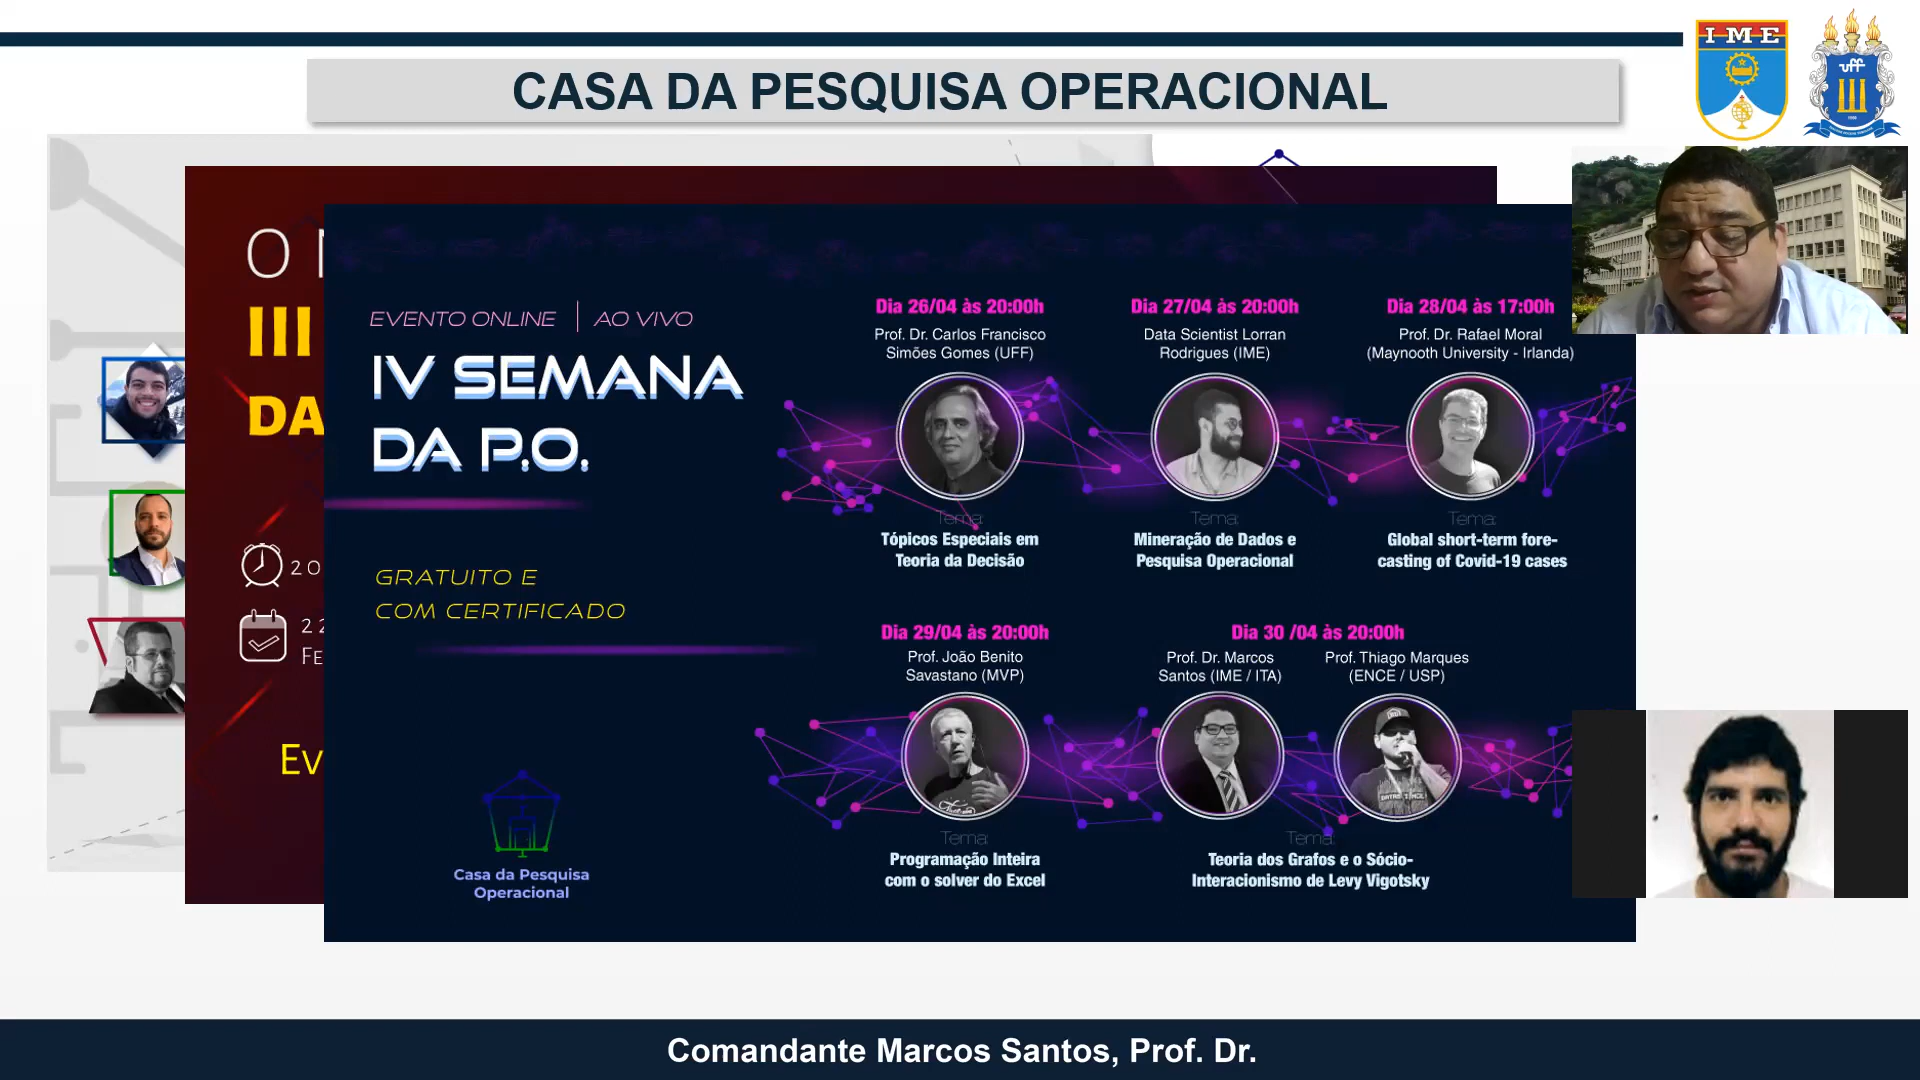 CASA DA PESQUISA OPERACIONAL
IME
uff
O
III
DA
EVENTO ONLINE | AO VIVO
IV SEMANA
DA P.O.
GRATUITO E
COM CERTIFICADO
Casa da Pesquisa
Operacional
Dia 26/04 às 20:00h
Prof. Dr. Carlos Francisco
Simões Gomes (UFF)
Tema:
Tópicos Especiais em
Teoria da Decisão
Dia 27/04 às 20:00h
Data Scientist Lorran
Rodrigues (IME)
Tema:
Mineração de Dados e
Pesquisa Operacional
Dia 28/04 às 17:00h
Prof. Dr. Rafael Moral
(Maynooth University - Irlanda)
Tema:
Global short-term fore-
casting of Covid-19 cases
Dia 29/04 às 20:00h
Prof. João Benito
Savastano (MVP)
Tema:
Programação Inteira
com o solver do Excel
Dia 30 /04 às 20:00h
Prof. Dr. Marcos
Santos (IME / ITA)
Prof. Thiago Marques
(ENCE / USP)
Tema:
Teoria dos Grafos e o Sócio-
Interacionismo de Levy Vigotsky
20
22
FE
EV
Comandante Marcos Santos, Prof. Dr.